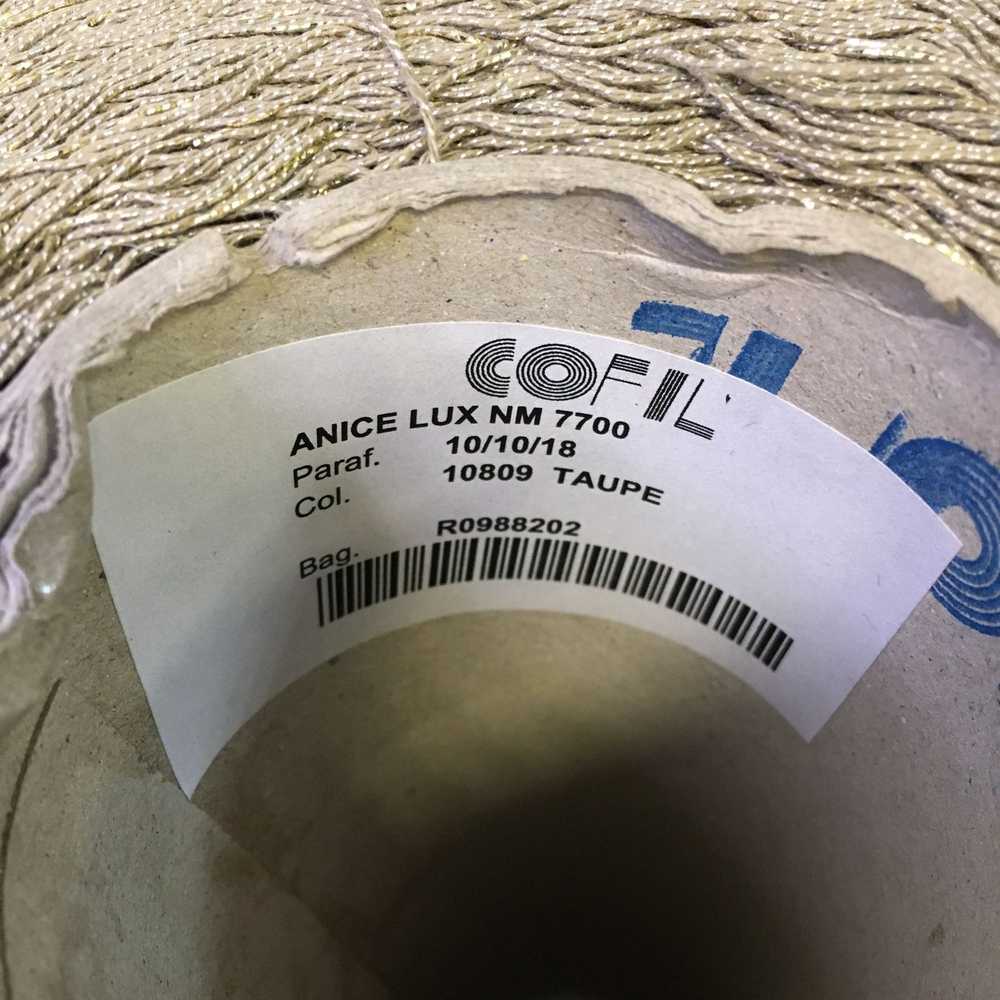 COFIL
ANICE LUX NM 7700
Paraf. 10/10/18
Col. 10809 TAUPE
R0988202
Bag.